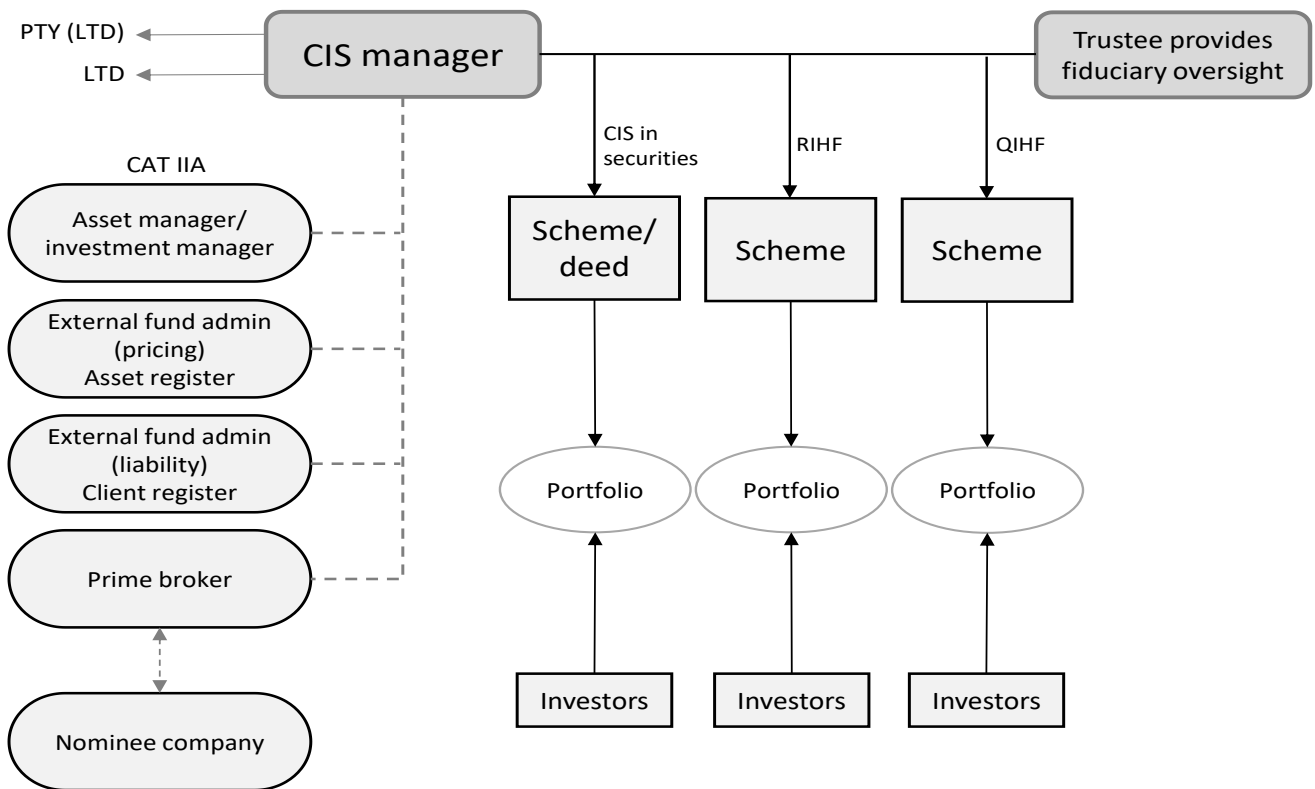 PTY (LTD)
LTD
CIS manager
Trustee provides
fiduciary oversight
CIS in
securities
RIHF
QIHF
CAT IIA
Asset manager/
investment manager
External fund admin
(pricing)
Asset register
External fund admin
(liability)
Client register
Prime broker
Nominee company
Scheme/
deed
Scheme
Scheme
Portfolio
Portfolio
Portfolio
Investors
Investors
Investors